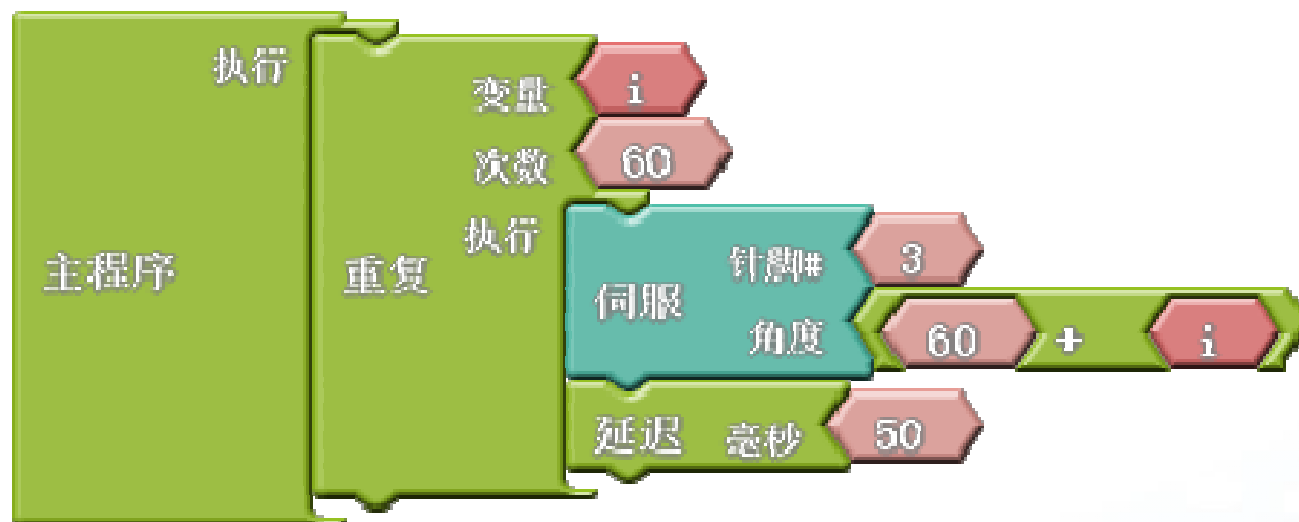 主程序
执行
重复
变量 i
次数 60
执行
伺服
针脚# 3
角度 60 + i
延迟 毫秒 50